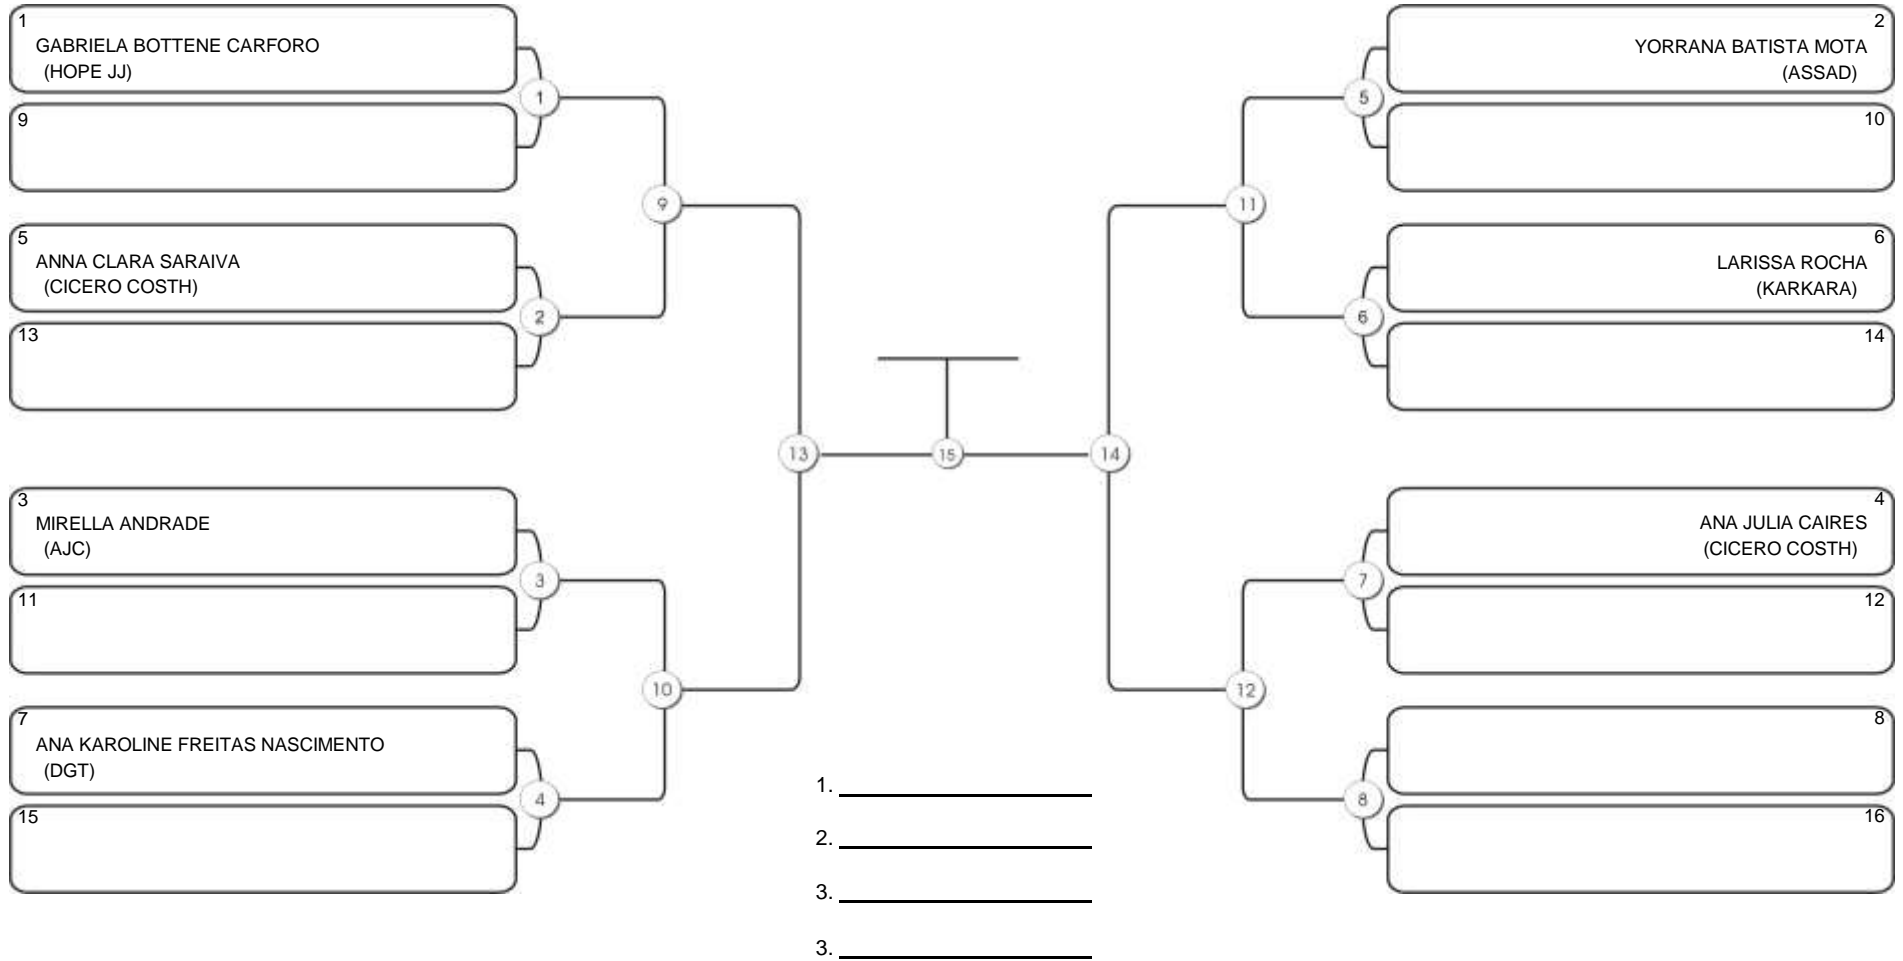 1
GABRIELA BOTTENE CARFORO
(HOPE JJ)
1
9
9
5
ANNA CLARA SARAIVA
(CICERO COSTH)
2
13
13
3
MIRELLA ANDRADE
(AJC)
3
11
10
7
ANA KAROLINE FREITAS NASCIMENTO
(DGT)
4
15
15
2
YORRANA BATISTA MOTA
(ASSAD)
5
10
11
6
LARISSA ROCHA
(KARKARA)
6
14
14
4
ANA JULIA CAIRES
(CICERO COSTH)
7
12
12
8
8
16
1.
2.
3.
3.